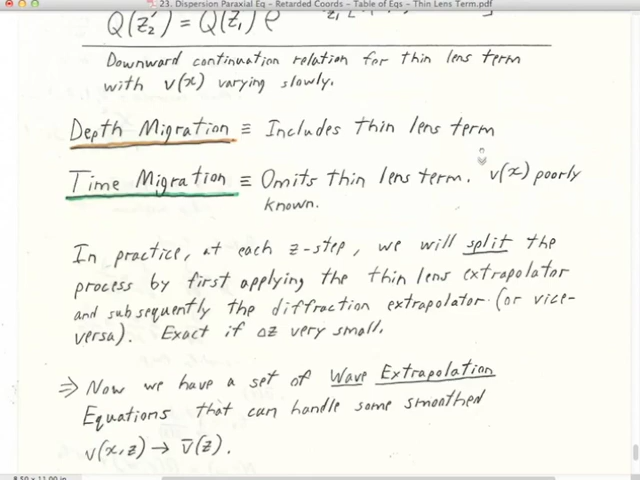 23. Dispersion Paraxial Eq - Retarded Coords - Table of Eqs - Thin Lens Term.pdf
Q(z₂') = Q(z₁') e
Downward continuation relation for thin lens term
with v(x) varying slowly.
Depth Migration ≡ Includes thin lens term
Time Migration ≡ Omits thin lens term. v(x) poorly
known.
In practice, at each z-step, we will split the
process by first applying the thin lens extrapolator
and subsequently the diffraction extrapolator (or vice-
versa). Exact if Δz very small.
⇒ Now we have a set of Wave Extrapolation
Equations that can handle some smoothed
v(x,z) → v̄(z).
8.50 x 11.00 in